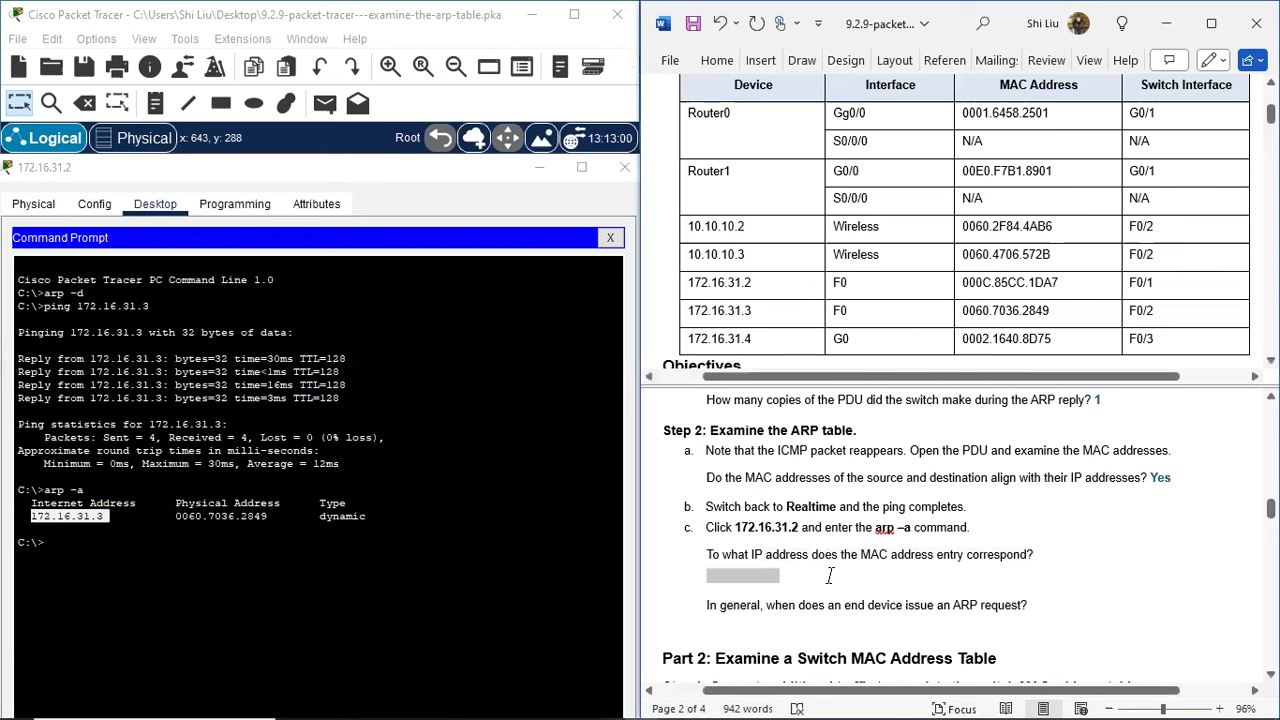 Cisco Packet Tracer - C:\Users\Shi Liu\Desktop\9.2.9-packet-tracer---examine-the-arp-table.pka
File Edit Options View Tools Extensions Window Help
Logical Physical x: 643, y: 288 Root 13:13:00
172.16.31.2
Physical Config Desktop Programming Attributes
Command Prompt X
Cisco Packet Tracer PC Command Line 1.0
C:\>arp -d
C:\>ping 172.16.31.3
Pinging 172.16.31.3 with 32 bytes of data:
Reply from 172.16.31.3: bytes=32 time=30ms TTL=128
Reply from 172.16.31.3: bytes=32 time<1ms TTL=128
Reply from 172.16.31.3: bytes=32 time=16ms TTL=128
Reply from 172.16.31.3: bytes=32 time=3ms TTL=128
Ping statistics for 172.16.31.3:
Packets: Sent = 4, Received = 4, Lost = 0 (0% loss),
Approximate round trip times in milli-seconds:
Minimum = 0ms, Maximum = 30ms, Average = 12ms
C:\>arp -a
Internet Address Physical Address Type
172.16.31.3 0060.7036.2849 dynamic
C:\>
9.2.9-packet... Shi Liu
File Home Insert Draw Design Layout Referen Mailing: Review View Help
Device Interface MAC Address Switch Interface
Router0 Gg0/0 0001.6458.2501 G0/1
S0/0/0 N/A N/A
Router1 G0/0 00E0.F7B1.8901 G0/1
S0/0/0 N/A N/A
10.10.10.2 Wireless 0060.2F84.4AB6 F0/2
10.10.10.3 Wireless 0060.4706.572B F0/2
172.16.31.2 F0 000C.85CC.1DA7 F0/1
172.16.31.3 F0 0060.7036.2849 F0/2
172.16.31.4 G0 0002.1640.8D75 F0/3
Objectives
How many copies of the PDU did the switch make during the ARP reply? 1
Step 2: Examine the ARP table.
a. Note that the ICMP packet reappears. Open the PDU and examine the MAC addresses.
Do the MAC addresses of the source and destination align with their IP addresses? Yes
b. Switch back to Realtime and the ping completes.
c. Click 172.16.31.2 and enter the arp –a command.
To what IP address does the MAC address entry correspond?
In general, when does an end device issue an ARP request?
Part 2: Examine a Switch MAC Address Table
Page 2 of 4 942 words Focus 96%